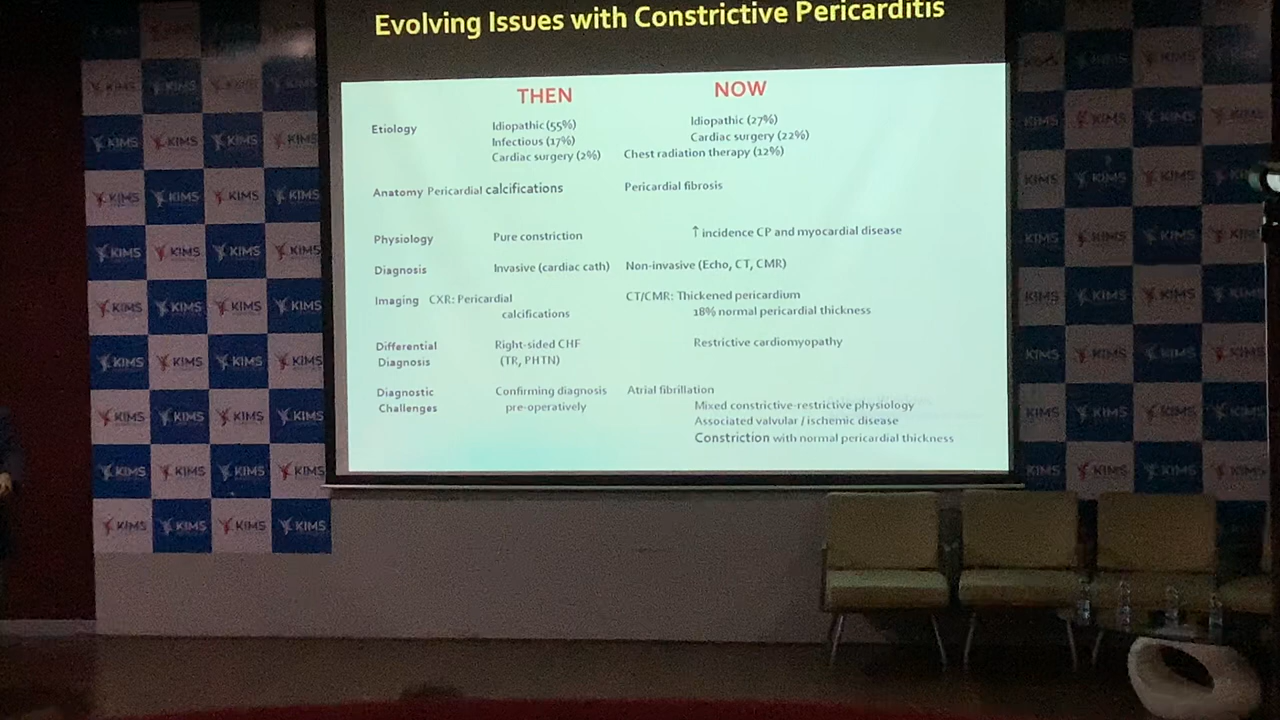 Evolving Issues with Constrictive Pericarditis
THEN NOW
Etiology Idiopathic (55%) Idiopathic (27%)
Infectious (17%) Cardiac surgery (22%)
Cardiac surgery (2%) Chest radiation therapy (12%)
Anatomy Pericardial calcifications Pericardial fibrosis
Physiology Pure constriction ↑ incidence CP and myocardial disease
Diagnosis Invasive (cardiac cath) Non-invasive (Echo, CT, CMR)
Imaging CXR: Pericardial CT/CMR: Thickened pericardium
calcifications 18% normal pericardial thickness
Differential Right-sided CHF Restrictive cardiomyopathy
Diagnosis (TR, PHTN)
Diagnostic Confirming diagnosis Atrial fibrillation
Challenges pre-operatively Mixed constrictive-restrictive physiology
Associated valvular / ischemic disease
Constriction with normal pericardial thickness
KIMS